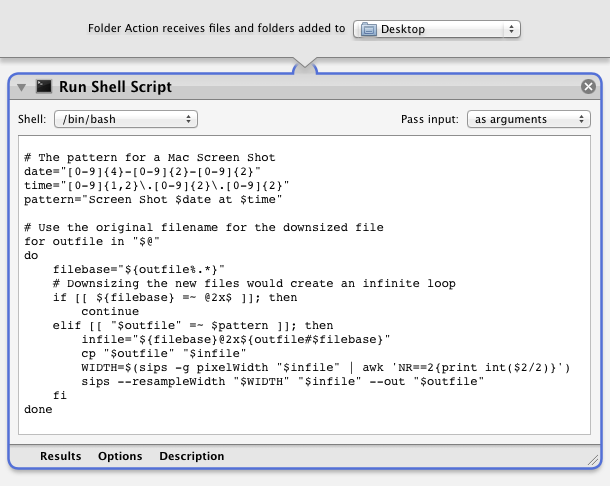 Folder Action receives files and folders added to Desktop
Run Shell Script
Shell: /bin/bash Pass input: as arguments
# The pattern for a Mac Screen Shot
date="[0-9]{4}-[0-9]{2}-[0-9]{2}"
time="[0-9]{1,2}\.[0-9]{2}\.[0-9]{2}"
pattern="Screen Shot $date at $time"
# Use the original filename for the downsized file
for outfile in "$@"
do
    filebase="${outfile%.*}"
    # Downsizing the new files would create an infinite loop
    if [[ ${filebase} =~ @2x$ ]]; then
        continue
    elif [[ "$outfile" =~ $pattern ]]; then
        infile="${filebase}@2x${outfile#$filebase}"
        cp "$outfile" "$infile"
        WIDTH=$(sips -g pixelWidth "$infile" | awk 'NR==2{print int($2/2)}')
        sips --resampleWidth "$WIDTH" "$infile" --out "$outfile"
    fi
done
Results Options Description